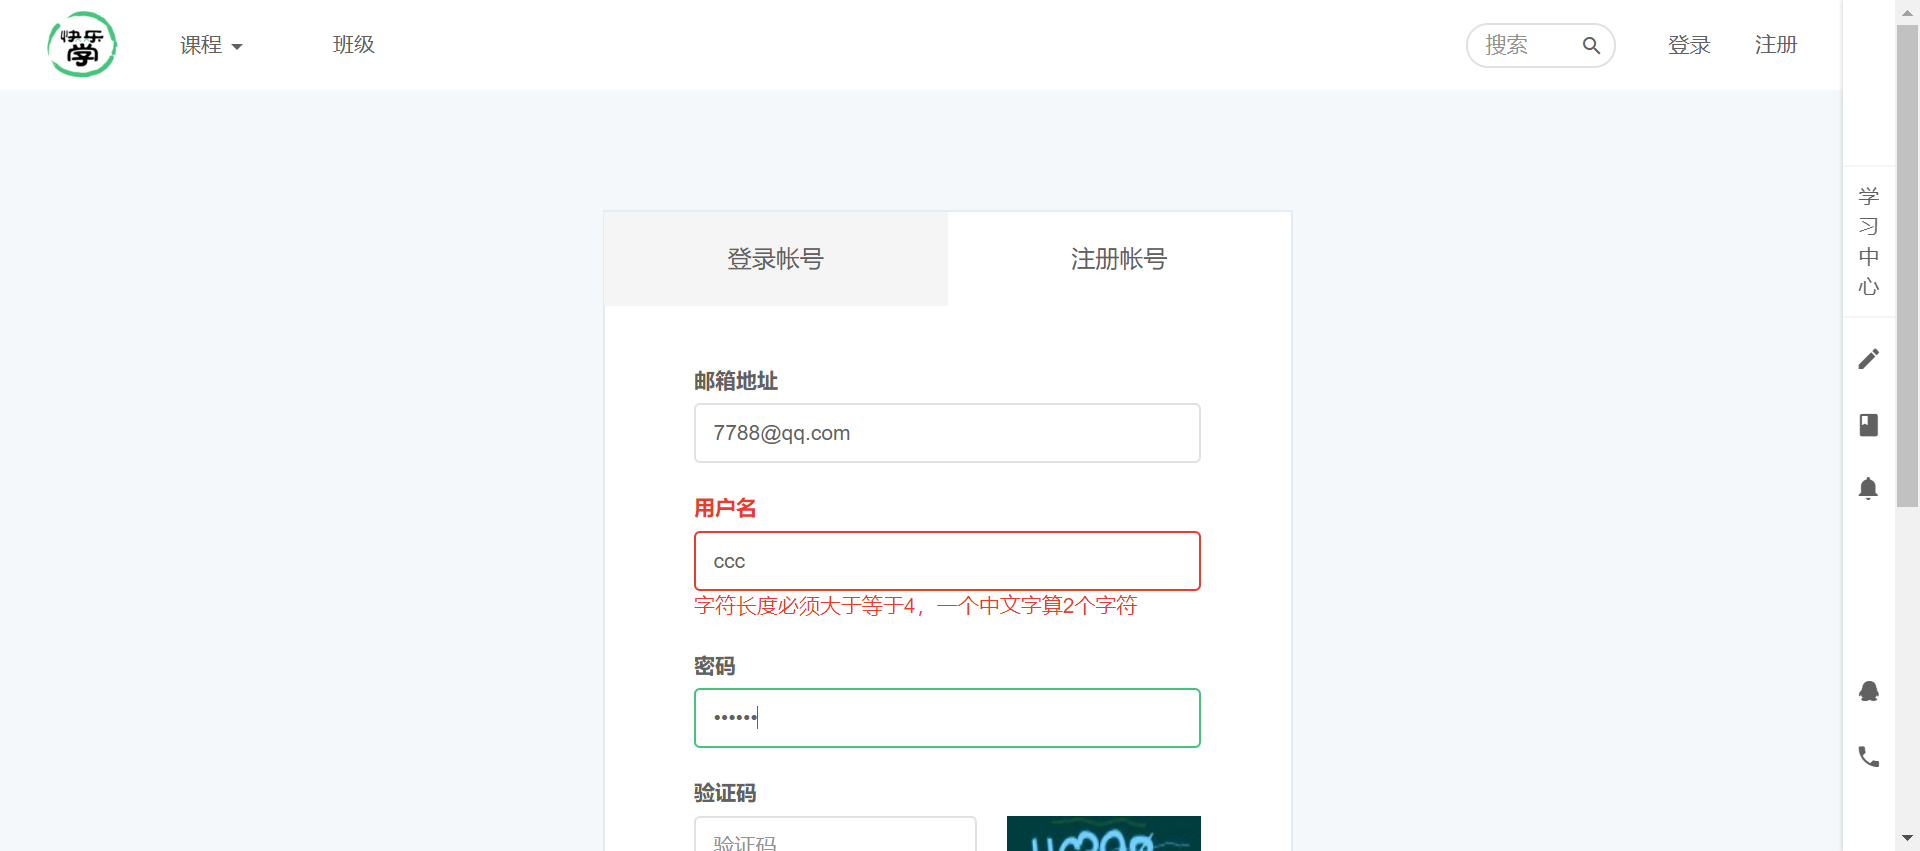 快乐学
课程
班级
搜索
登录
注册
学
习
中
心
登录帐号
注册帐号
邮箱地址
7788@qq.com
用户名
ccc
字符长度必须大于等于4，一个中文字算2个字符
密码
••••••
验证码
验证码